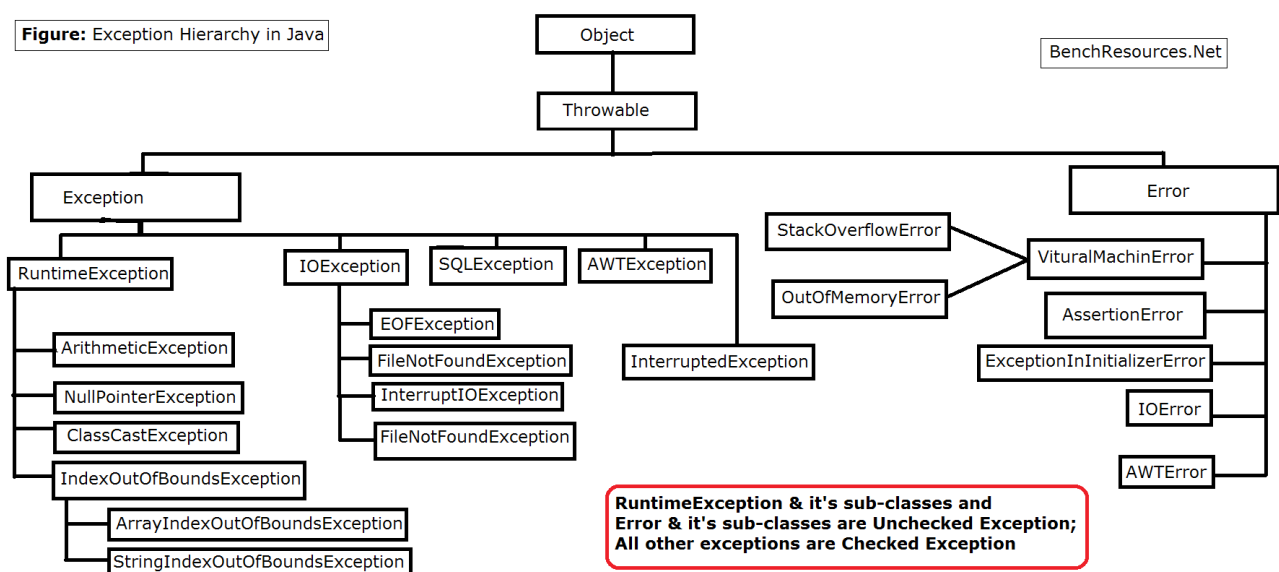 Figure: Exception Hierarchy in Java
Object
BenchResources.Net
Throwable
Exception
Error
RuntimeException
IOException
SQLException
AWTException
StackOverflowError
VituralMachinError
OutOfMemoryError
AssertionError
EOFException
ArithmeticException
FileNotFoundException
InterruptedException
ExceptionInInitializerError
NullPointerException
InterruptIOException
IOError
ClassCastException
FileNotFoundException
IndexOutOfBoundsException
AWTError
RuntimeException & it's sub-classes and
Error & it's sub-classes are Unchecked Exception;
All other exceptions are Checked Exception
ArrayIndexOutOfBoundsException
StringIndexOutOfBoundsException